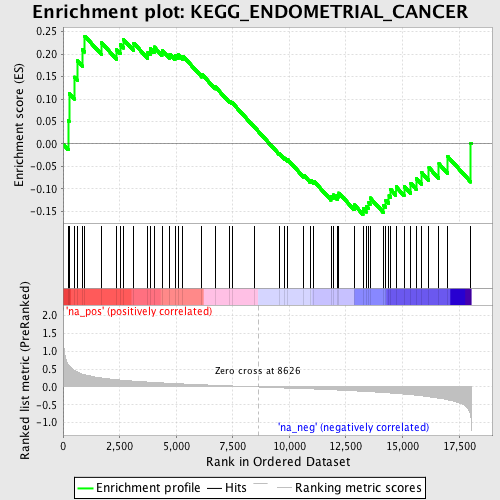 Enrichment plot: KEGG_ENDOMETRIAL_CANCER
Enrichment score (ES)
0.25
0.20
0.15
0.10
0.05
0.00
-0.05
-0.10
-0.15
'na_pos' (positively correlated)
Ranked list metric (PreRanked)
2.0
1.5
1.0
0.5
0.0
-0.5
-1.0
Zero cross at 8626
'na_neg' (negatively correlated)
0 2,500 5,000 7,500 10,000 12,500 15,000 17,500
Rank in Ordered Dataset
Enrichment profile Hits Ranking metric scores